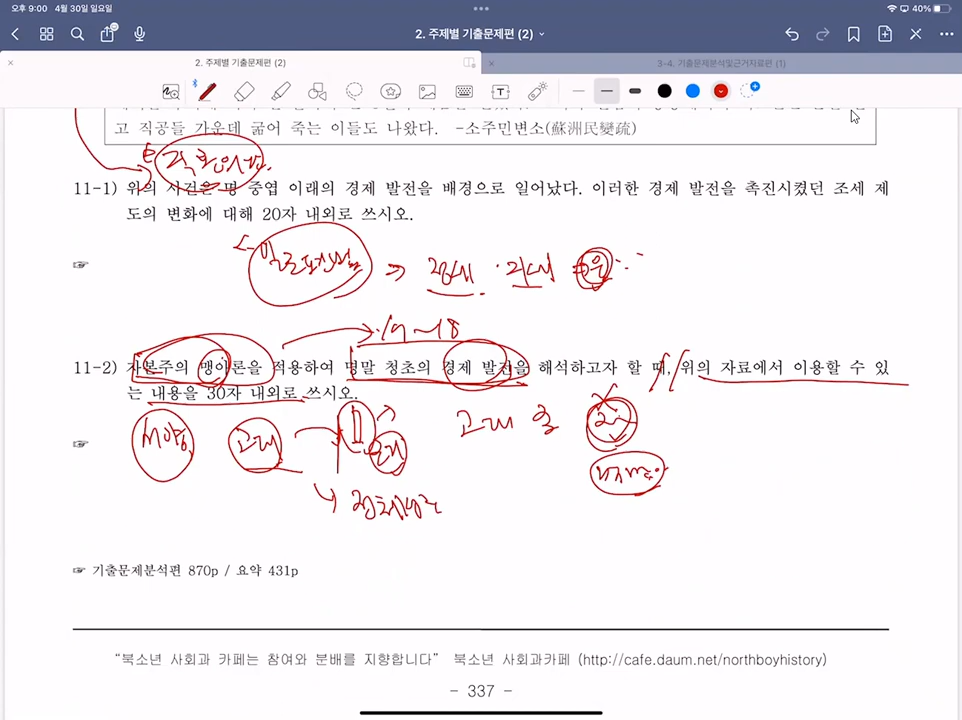 오후 9:00 4월 30일 일요일
40%
2. 주제별 기출문제편 (2)
2. 주제별 기출문제편 (2)
3-4. 기출문제분석및근거자료편 (1)
고 직공들 가운데 굶어 죽는 이들도 나왔다. -소주민변소(蘇洲民變疏)
11-1) 위의 사건은 명 중엽 이래의 경제 발전을 배경으로 일어났다. 이러한 경제 발전을 촉진시켰던 조세 제
도의 변화에 대해 20자 내외로 쓰시오.
☞
정세 · 지세 ⇒ 은
19~18
11-2) 자본주의 맹아론을 적용하여 명말 청초의 경제 발전을 해석하고자 할 때, 위의 자료에서 이용할 수 있
는 내용을 30자 내외로 쓰시오.
☞
서양 고대
☞ 기출문제분석편 870p / 요약 431p
“북소년 사회과 카페는 참여와 분배를 지향합니다” 북소년 사회과카페 (http://cafe.daum.net/northboyhistory)
- 337 -